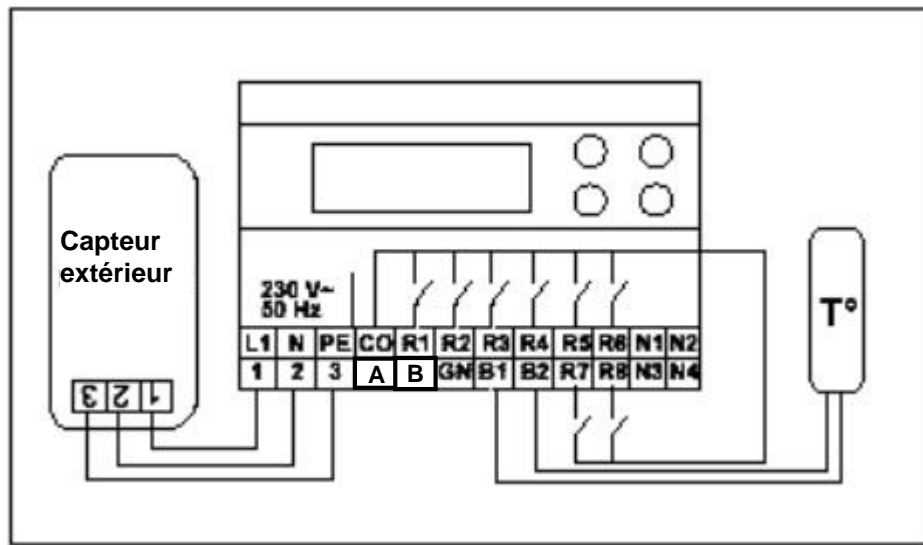 Capteur
extérieur
230 V~
50 Hz
T°
L1 N PE CO R1 R2 R3 R4 R5 R6 N1 N2
1 2 3 A B GN B1 B2 R7 R8 N3 N4
3 2 1